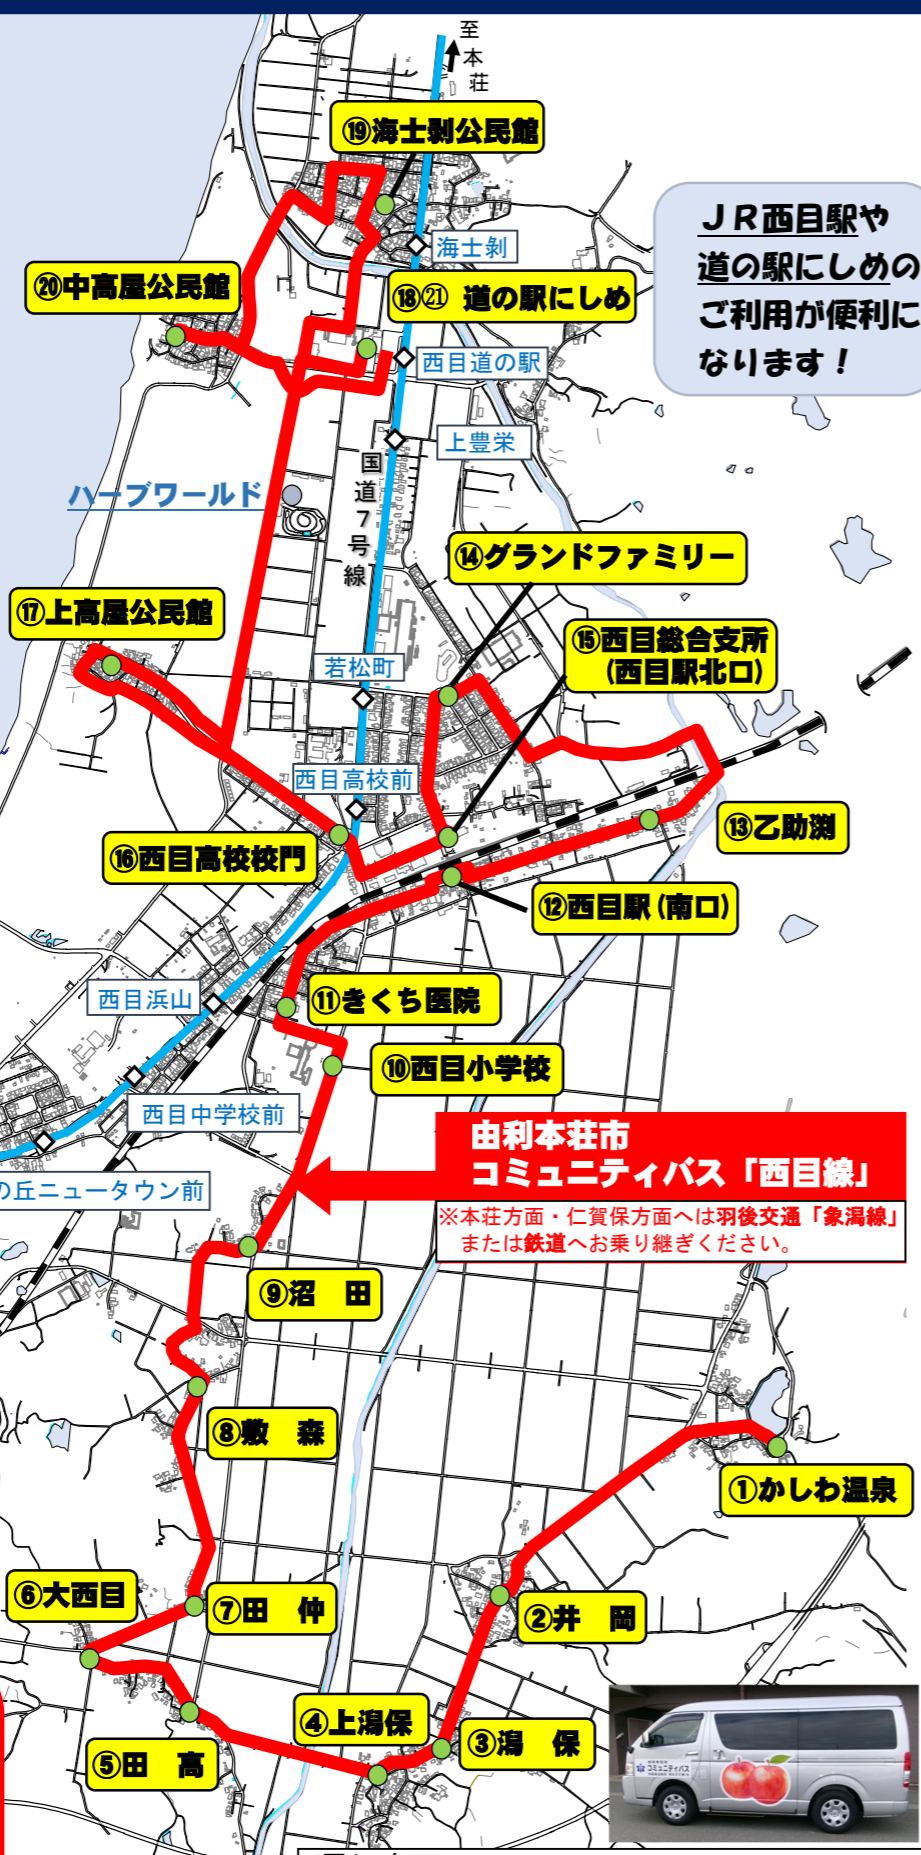 至
本
荘
⑲海士剥公民館
海士剝
ＪＲ西目駅や
道の駅にしめの
ご利用が便利に
なります！
⑳中高屋公民館
⑱㉑ 道の駅にしめ
西目道の駅
上豊栄
国道７号線
ハーブワールド
⑭グランドファミリー
⑰上高屋公民館
⑮西目総合支所
(西目駅北口)
若松町
西目高校前
⑬乙助渕
⑯西目高校校門
⑫西目駅(南口)
西目浜山
⑪きくち医院
⑩西目小学校
西目中学校前
由利本荘市
コミュニティバス「西目線」
の丘ニュータウン前
※本荘方面・仁賀保方面へは羽後交通「象潟線」
または鉄道へお乗り継ぎください。
⑨沼　田
⑧敷　森
①かしわ温泉
⑥大西目
⑦田　仲
②井　岡
④上潟保
③潟　保
⑤田　高
コミュニティバス